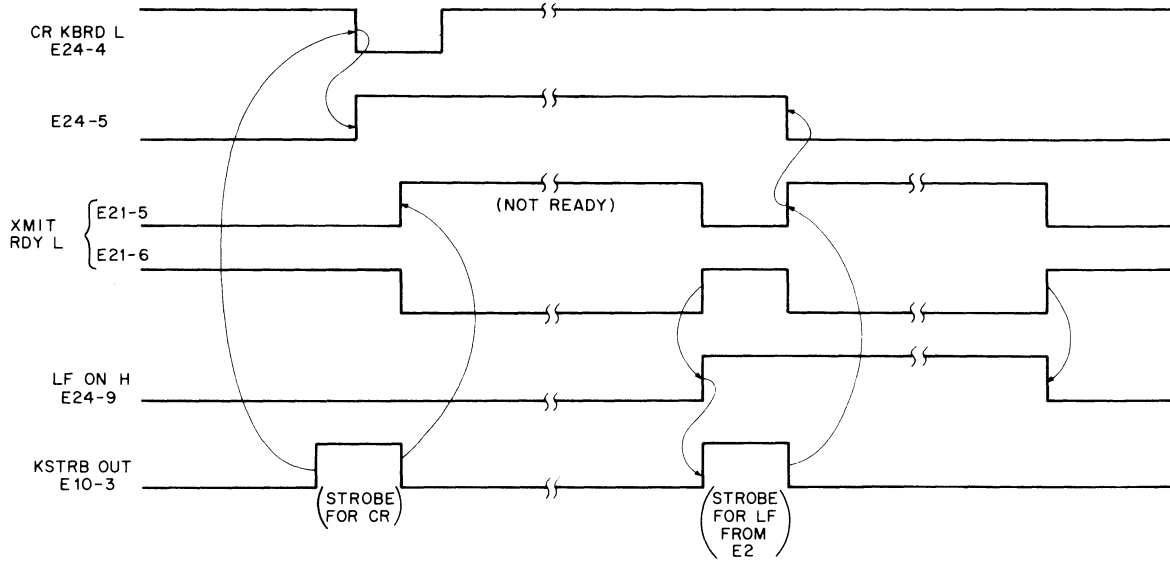 CR KBRD L
E24-4
E24-5
XMIT
RDY L
E21-5
(NOT READY)
E21-6
LF ON H
E24-9
KSTRB OUT
E10-3
(STROBE
FOR CR)
(STROBE
FOR LF
FROM
E2)